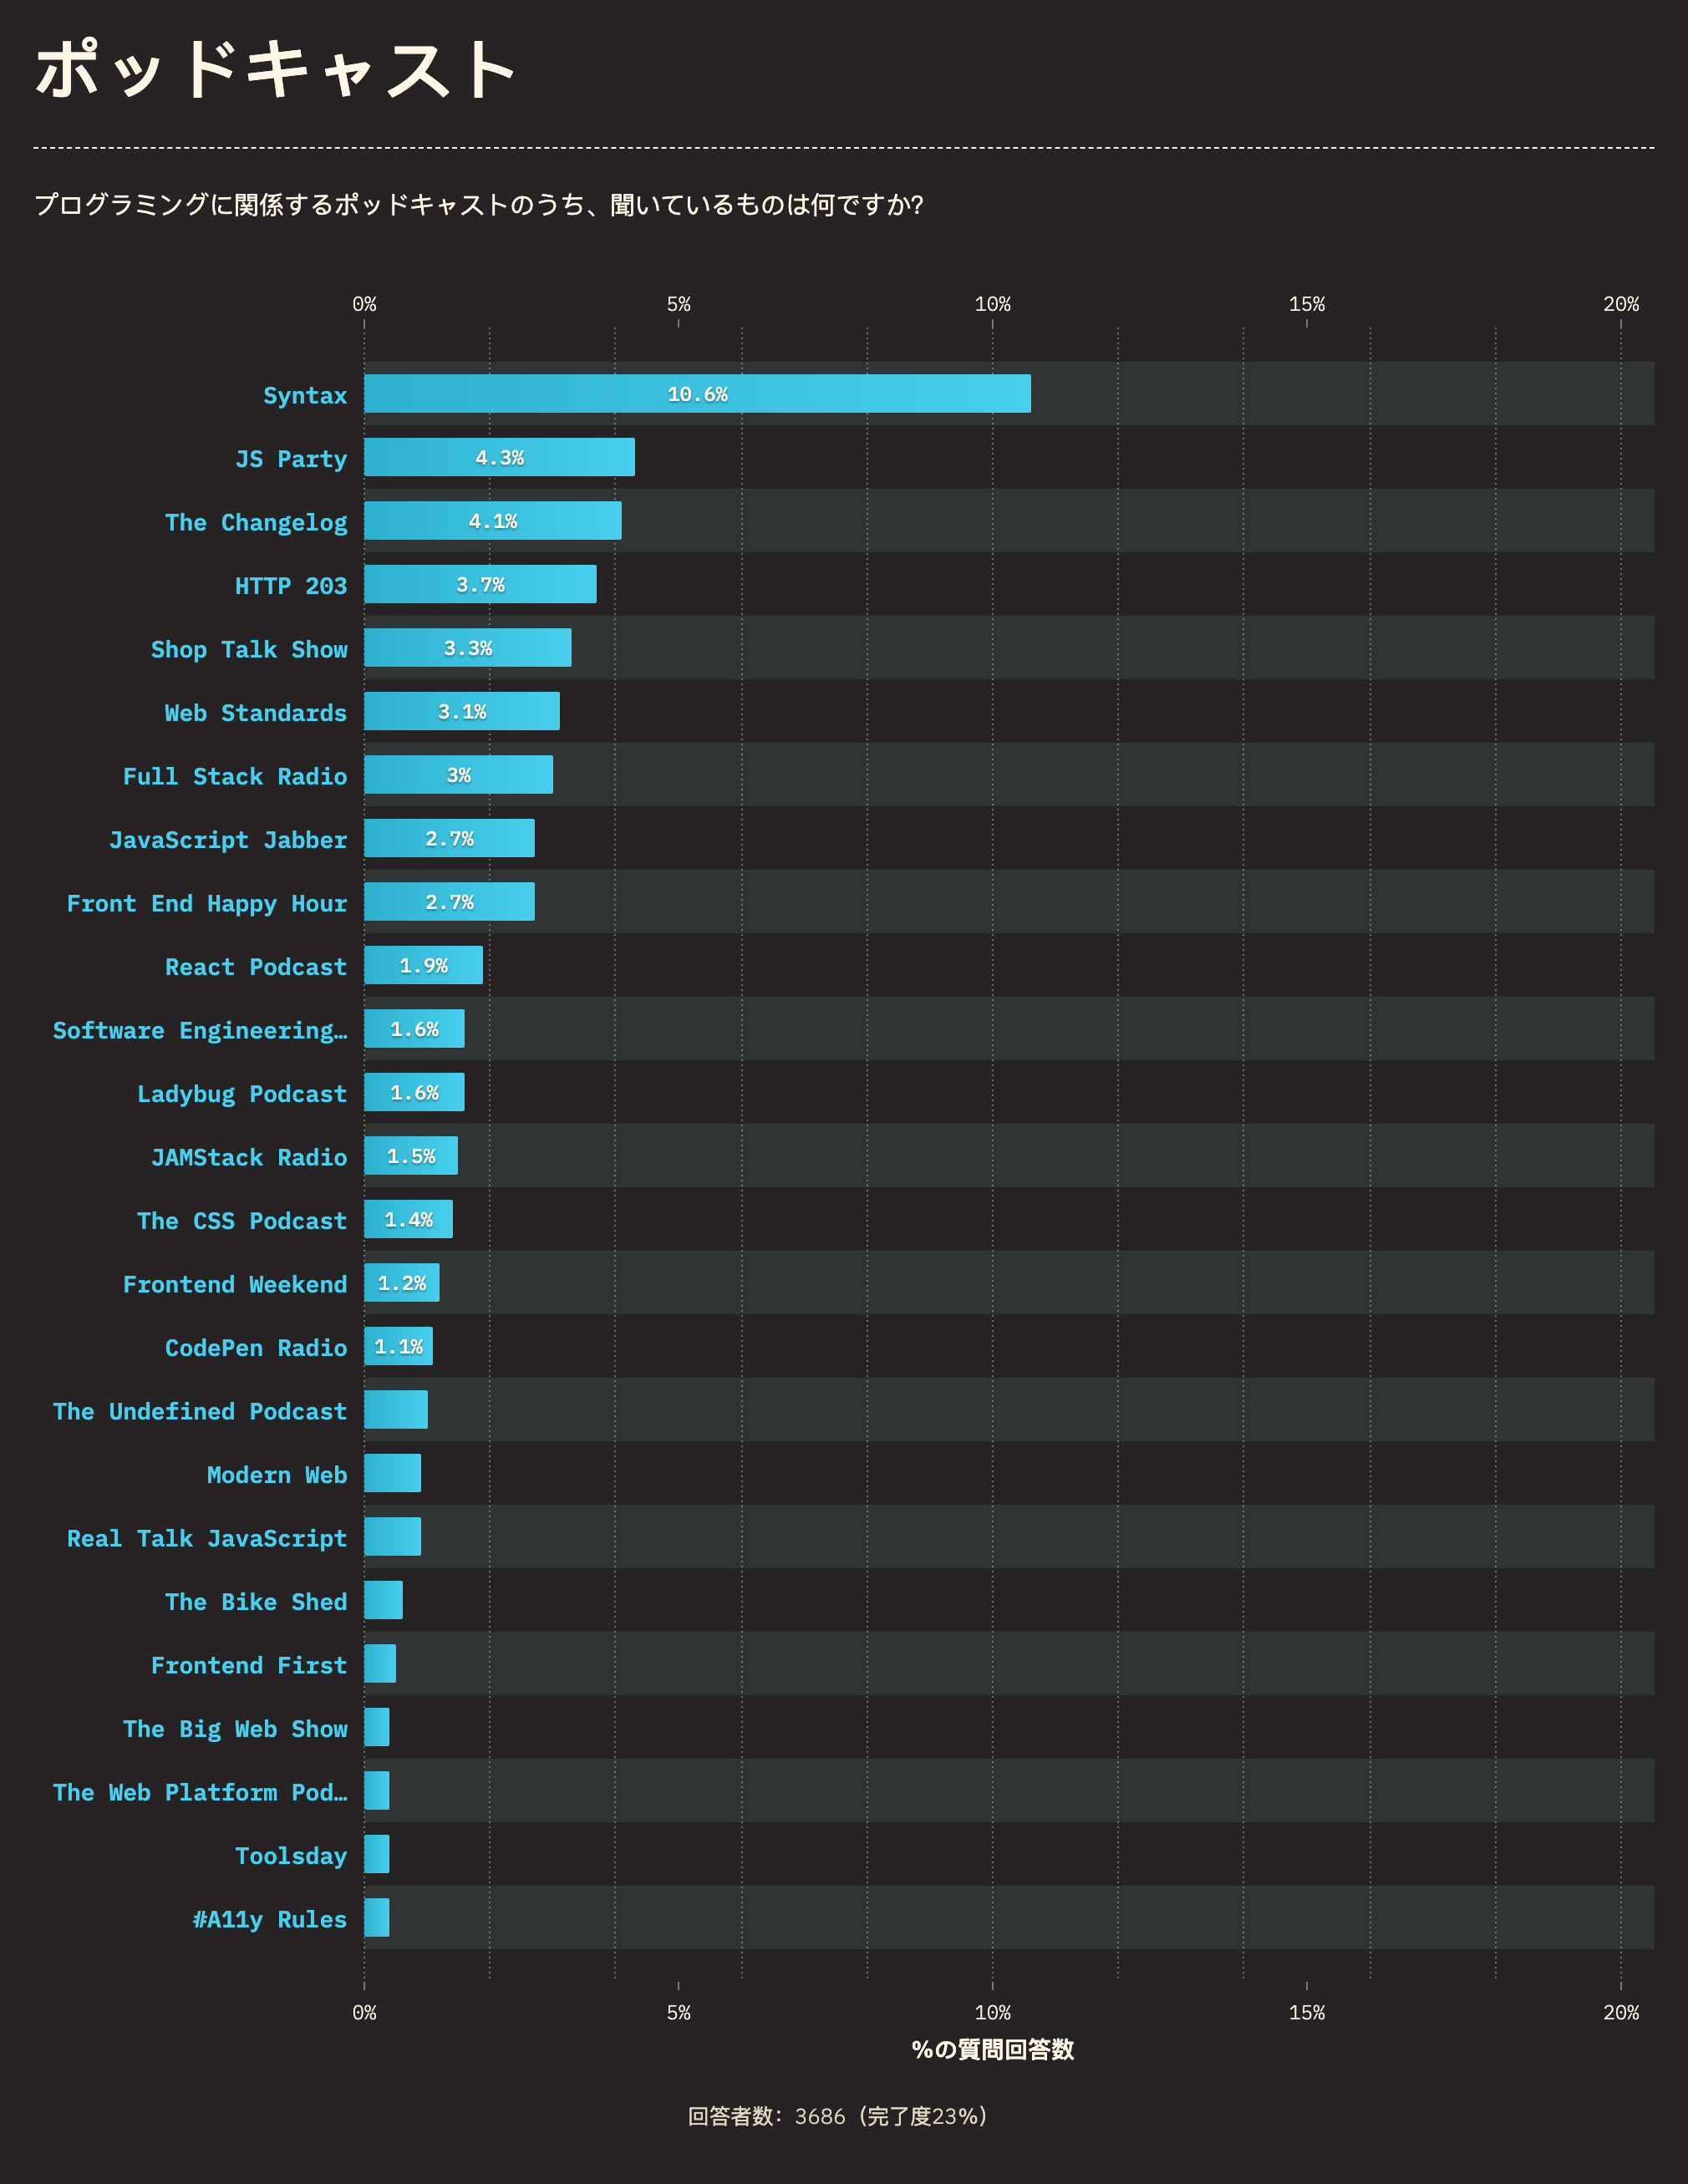 ポッドキャスト
プログラミングに関係するポッドキャストのうち、聞いているものは何ですか?
0% 5% 10% 15% 20%
Syntax 10.6%
JS Party 4.3%
The Changelog 4.1%
HTTP 203 3.7%
Shop Talk Show 3.3%
Web Standards 3.1%
Full Stack Radio 3%
JavaScript Jabber 2.7%
Front End Happy Hour 2.7%
React Podcast 1.9%
Software Engineering… 1.6%
Ladybug Podcast 1.6%
JAMStack Radio 1.5%
The CSS Podcast 1.4%
Frontend Weekend 1.2%
CodePen Radio 1.1%
The Undefined Podcast
Modern Web
Real Talk JavaScript
The Bike Shed
Frontend First
The Big Web Show
The Web Platform Pod…
Toolsday
#A11y Rules
0% 5% 10% 15% 20%
%の質問回答数
回答者数: 3686 (完了度23%)